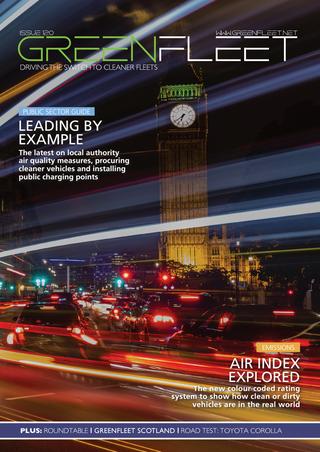 ISSUE 120
WWW.GREENFLEET.NET
GREENFLEET
DRIVING THE SWITCH TO CLEANER FLEETS
PUBLIC SECTOR GUIDE
LEADING BY
EXAMPLE
The latest on local authority
air quality measures, procuring
cleaner vehicles and installing
public charging points
EMISSIONS
AIR INDEX
EXPLORED
The new colour-coded rating
system to show how clean or dirty
vehicles are in the real world
PLUS: ROUNDTABLE | GREENFLEET SCOTLAND | ROAD TEST: TOYOTA COROLLA